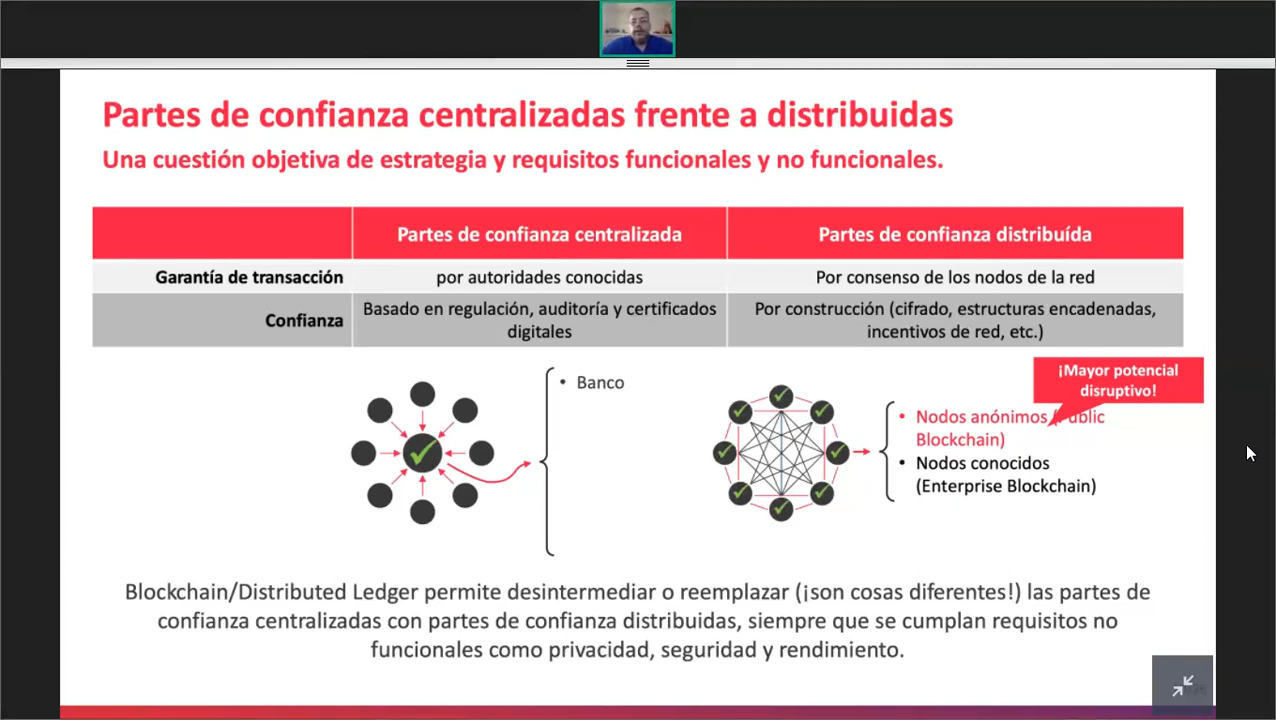 Partes de confianza centralizadas frente a distribuidas
Una cuestión objetiva de estrategia y requisitos funcionales y no funcionales.
Partes de confianza centralizada
Partes de confianza distribuída
Garantía de transacción
por autoridades conocidas
Por consenso de los nodos de la red
Confianza
Basado en regulación, auditoría y certificados
digitales
Por construcción (cifrado, estructuras encadenadas,
incentivos de red, etc.)
• Banco
¡Mayor potencial
disruptivo!
• Nodos anónimos (Public
Blockchain)
• Nodos conocidos
(Enterprise Blockchain)
Blockchain/Distributed Ledger permite desintermediar o reemplazar (¡son cosas diferentes!) las partes de
confianza centralizadas con partes de confianza distribuidas, siempre que se cumplan requisitos no
funcionales como privacidad, seguridad y rendimiento.